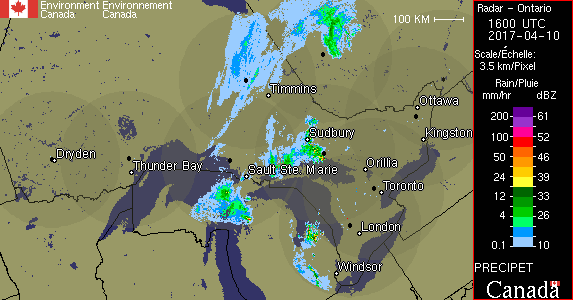 Environment Environnement
Canada Canada
100 KM
Timmins
Ottawa
Sudbury
Kingston
Dryden
Thunder Bay
Sault Ste. Marie
Orillia
Toronto
London
Windsor
Radar - Ontario
1600 UTC
2017-04-10
Scale/Échelle:
3.5 km/Pixel
Rain/Pluie
mm/hr dBZ
200 61
100 52
50 46
24 39
12 33
4 26
0.1 10
PRECIPET
Canada